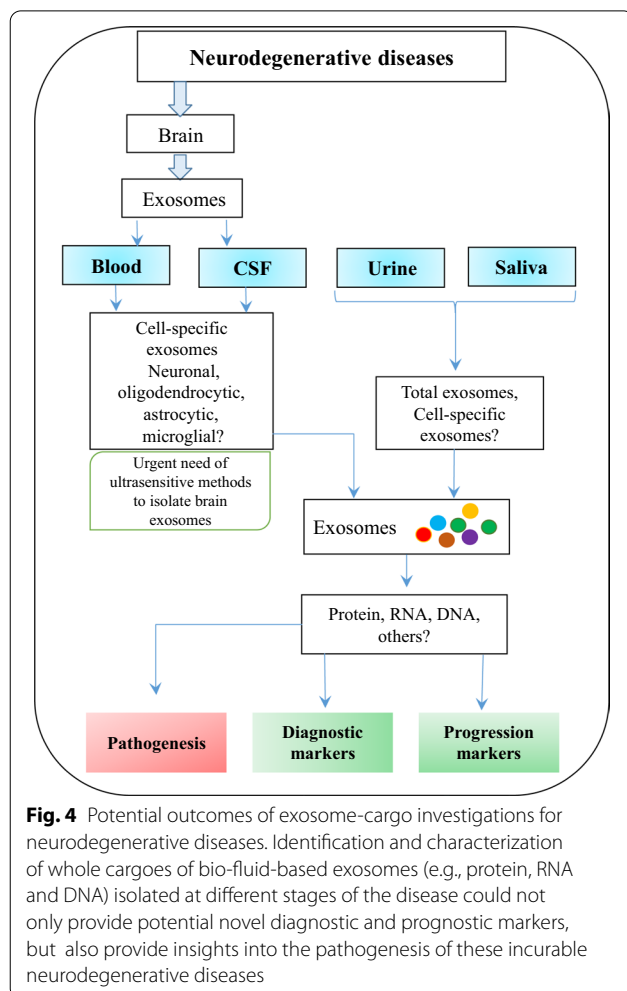 Neurodegenerative diseases
Brain
Exosomes
Blood
CSF
Urine
Saliva
Cell-specific
exosomes
Neuronal,
oligodendrocytic,
astrocytic,
microglial?
Total exosomes,
Cell-specific
exosomes?
Urgent need of
ultrasensitive methods
to isolate brain
exosomes
Exosomes
Protein, RNA, DNA,
others?
Pathogenesis
Diagnostic
markers
Progression
markers
Fig. 4 Potential outcomes of exosome-cargo investigations for
neurodegenerative diseases. Identification and characterization
of whole cargoes of bio-fluid-based exosomes (e.g., protein, RNA
and DNA) isolated at different stages of the disease could not
only provide potential novel diagnostic and prognostic markers,
but also provide insights into the pathogenesis of these incurable
neurodegenerative diseases